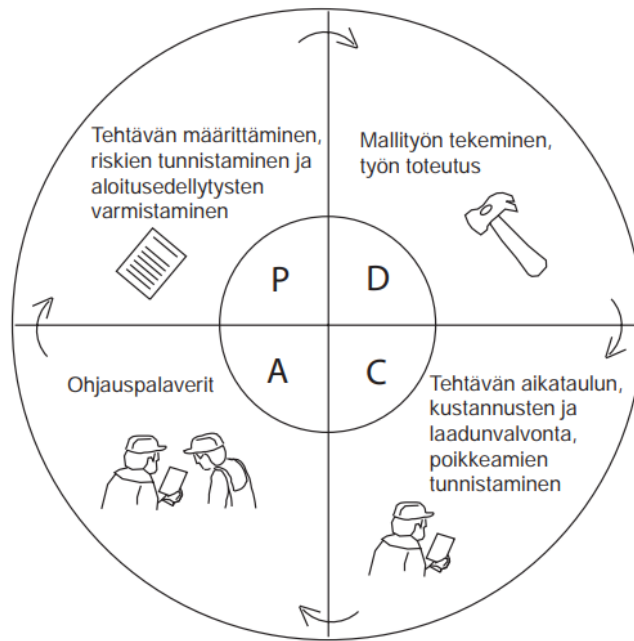 Tehtävän määrittäminen,
riskien tunnistaminen ja
aloitusedellytysten
varmistaminen
Mallityön tekeminen,
työn toteutus
P
D
A
C
Ohjauspalaverit
Tehtävän aikataulun,
kustannusten ja
laadunvalvonta,
poikkeamien
tunnistaminen